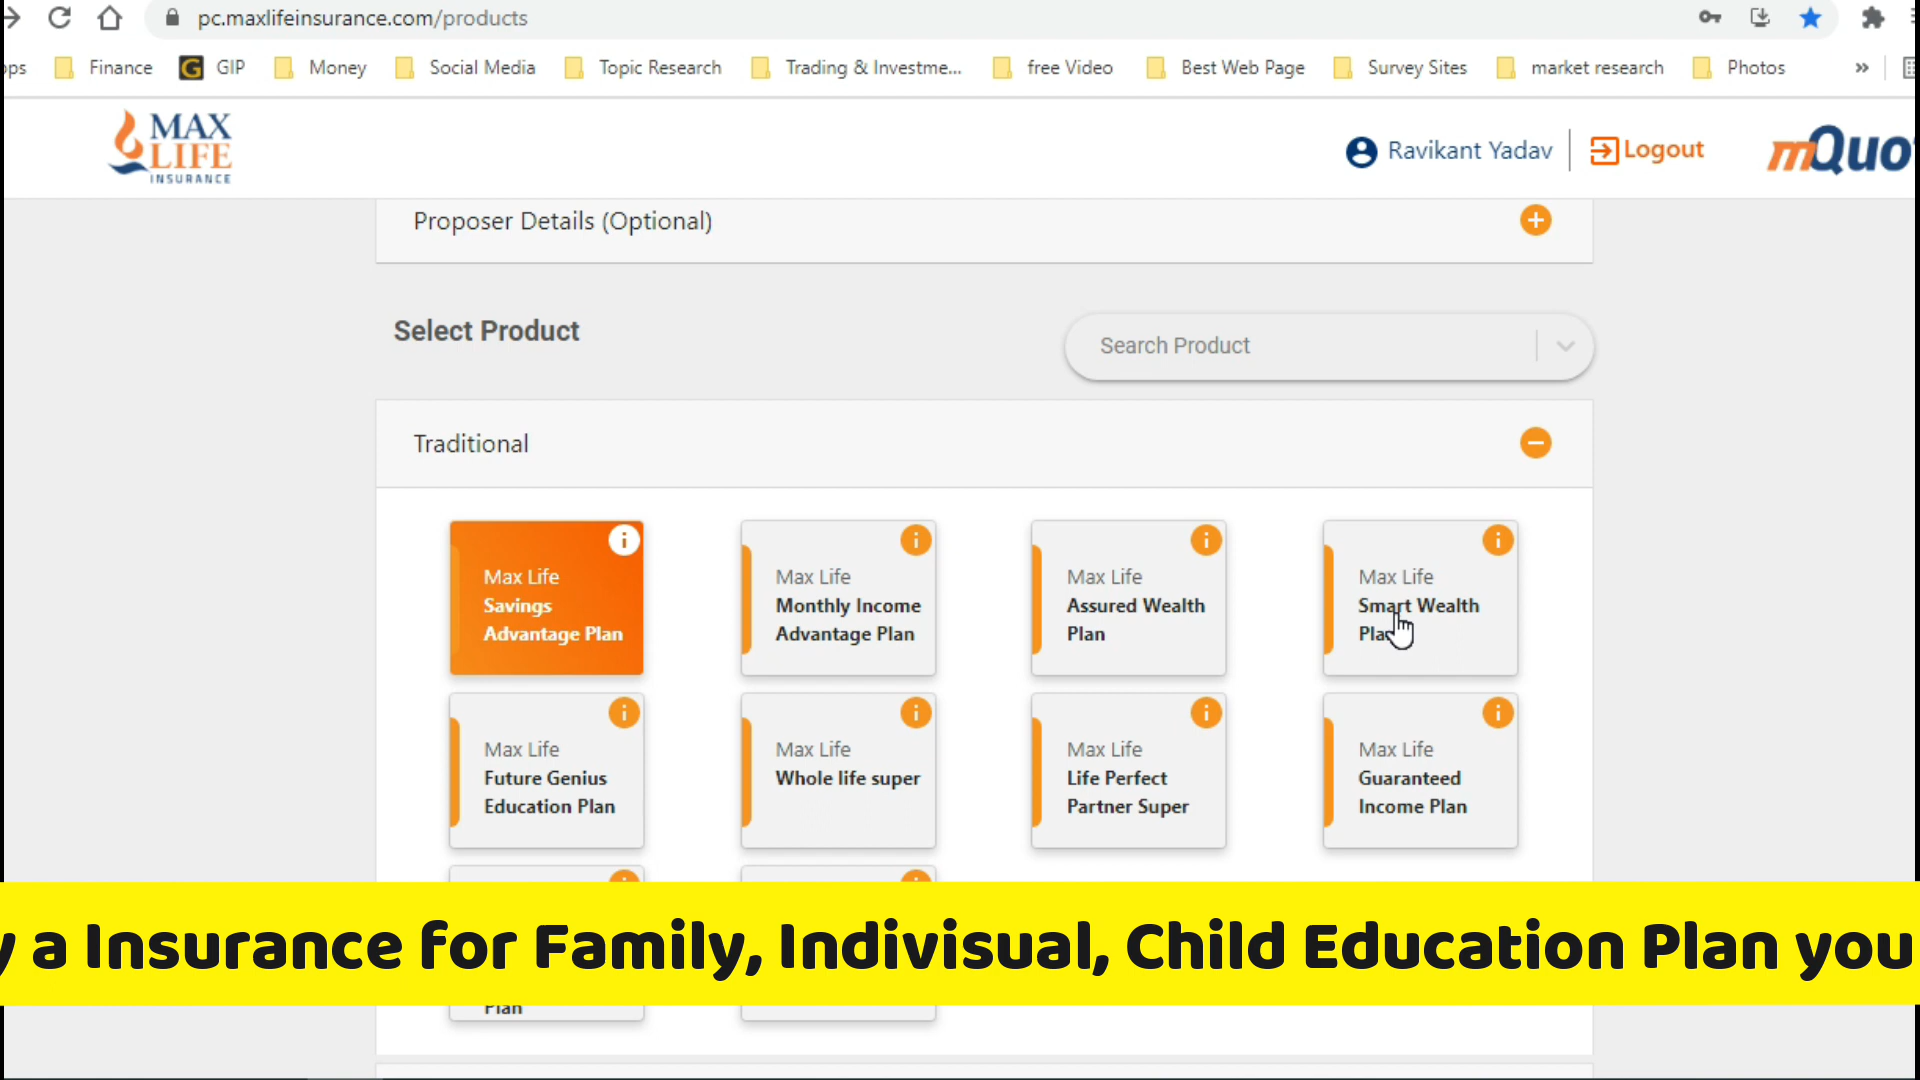 pc.maxlifeinsurance.com/products
Finance
GIP
Money
Social Media
Topic Research
Trading & Investme...
free Video
Best Web Page
Survey Sites
market research
Photos
»
MAX
LIFE
INSURANCE
Ravikant Yadav
Logout
Proposer Details (Optional)
Select Product
Search Product
Traditional
Max Life
Savings
Advantage Plan
Max Life
Monthly Income
Advantage Plan
Max Life
Assured Wealth
Plan
Max Life
Smart Wealth
Plan
Max Life
Future Genius
Education Plan
Max Life
Whole life super
Max Life
Life Perfect
Partner Super
Max Life
Guaranteed
Income Plan
a Insurance for Family, Indivisual, Child Education Plan you
Plan